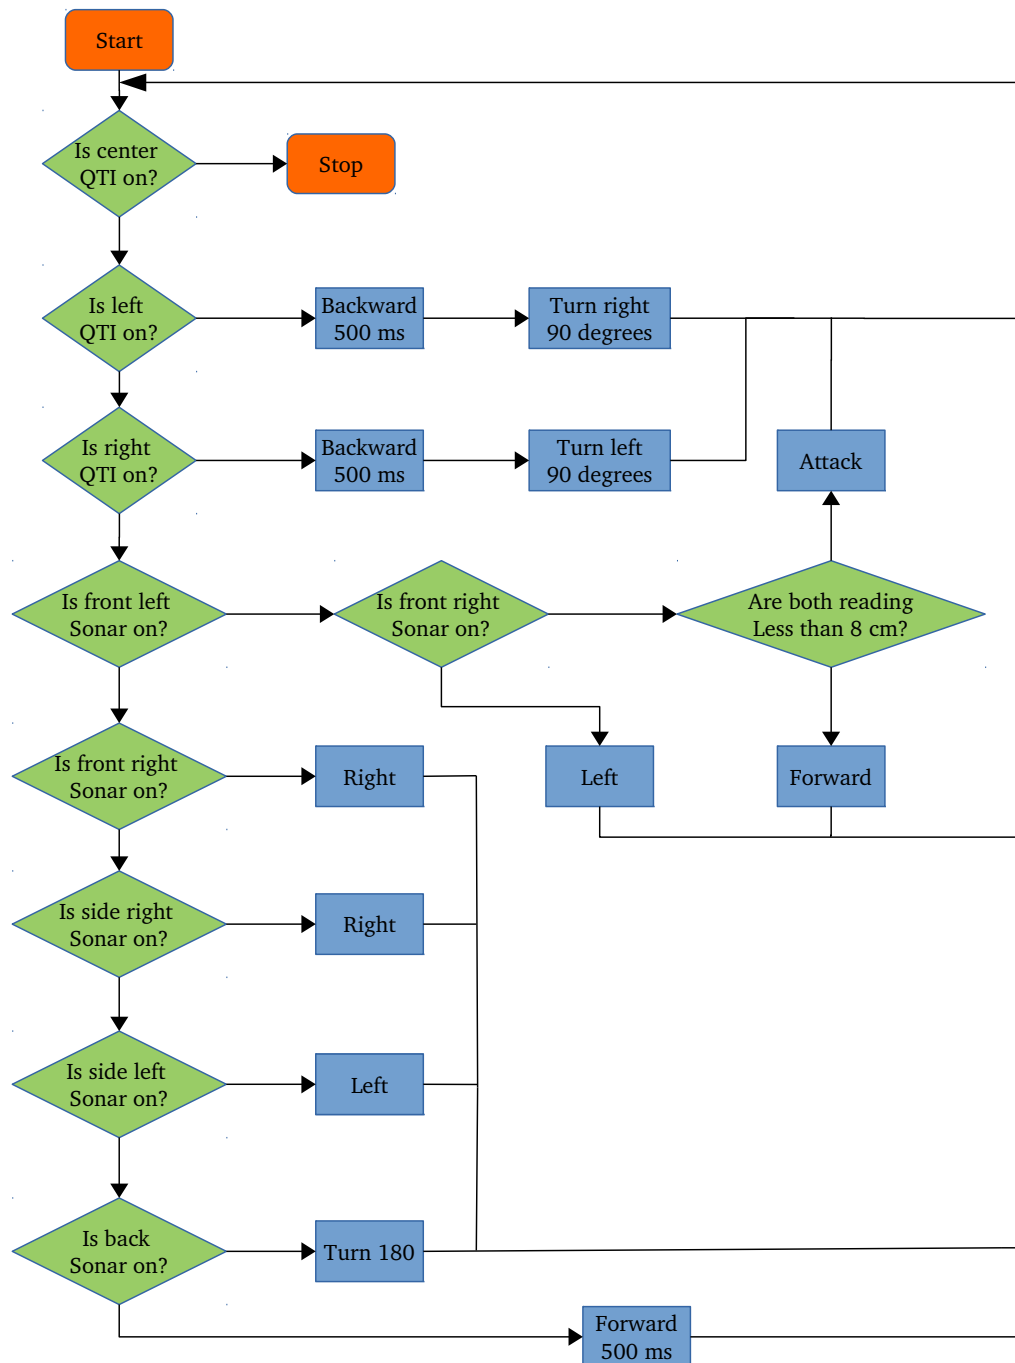 Start
Is center
QTI on?
Stop
Is left
QTI on?
Backward
500 ms
Turn right
90 degrees
Is right
QTI on?
Backward
500 ms
Turn left
90 degrees
Attack
Is front left
Sonar on?
Is front right
Sonar on?
Are both reading
Less than 8 cm?
Is front right
Sonar on?
Right
Left
Forward
Is side right
Sonar on?
Right
Is side left
Sonar on?
Left
Is back
Sonar on?
Turn 180
Forward
500 ms